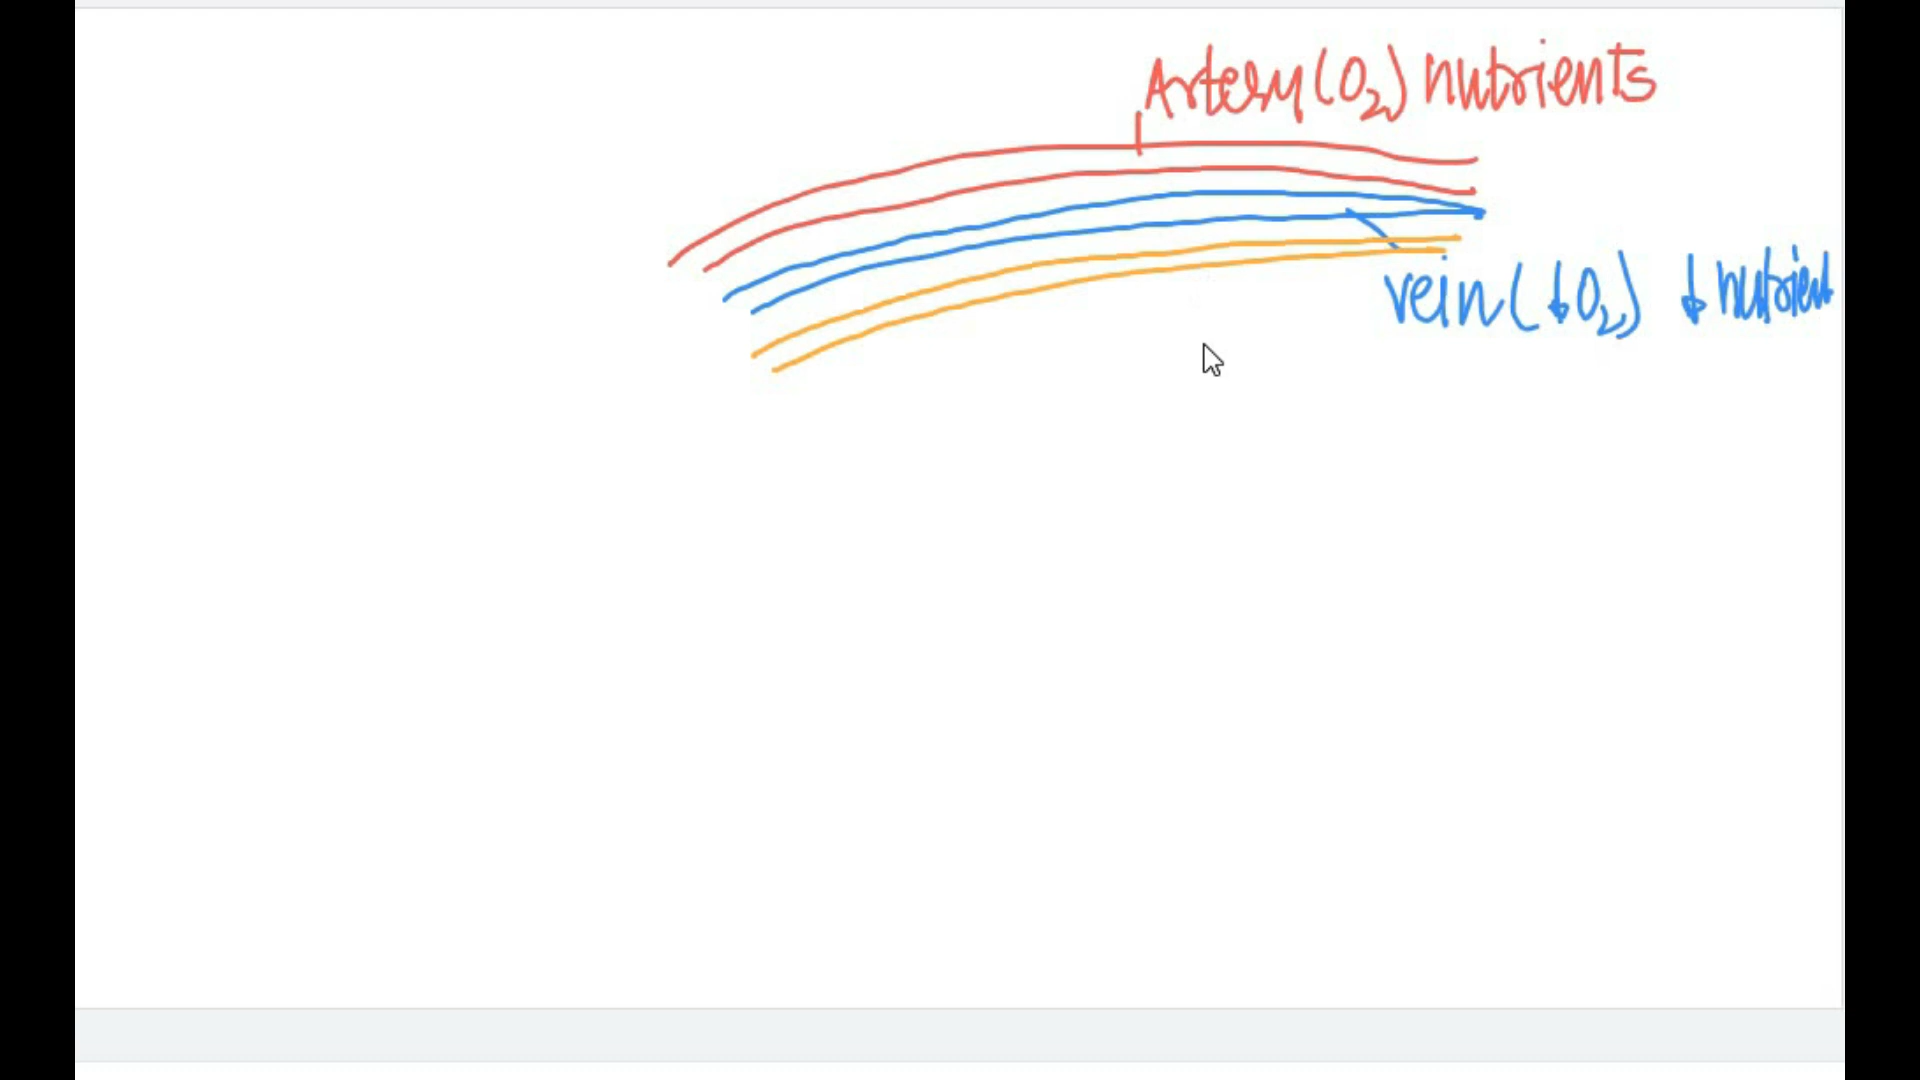 Artery (O₂) nutrients
vein (↓O₂) ↓ nutrient